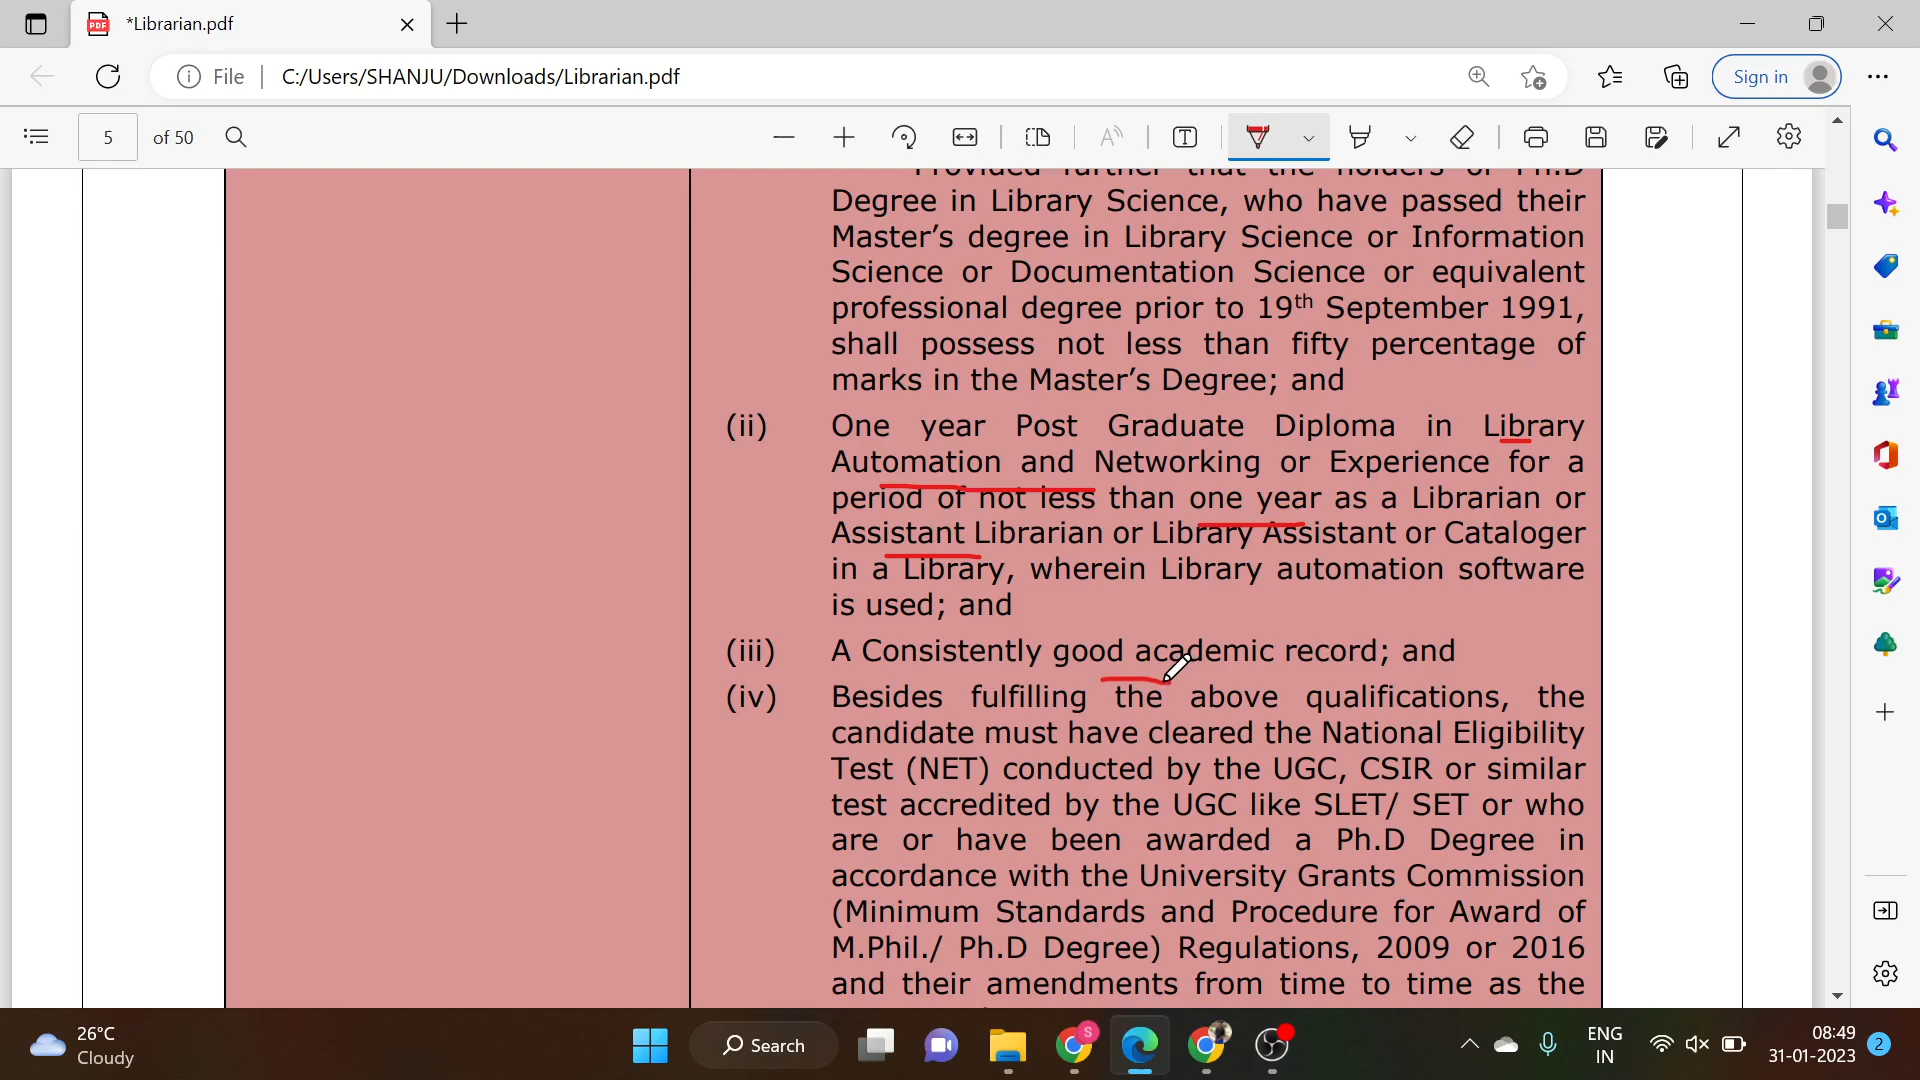 *Librarian.pdf
File
C:/Users/SHANJU/Downloads/Librarian.pdf
Sign in
5 of 50
Provided further that the holders of Ph.D
Degree in Library Science, who have passed their
Master's degree in Library Science or Information
Science or Documentation Science or equivalent
professional degree prior to 19th September 1991,
shall possess not less than fifty percentage of
marks in the Master's Degree; and
(ii) One year Post Graduate Diploma in Library
Automation and Networking or Experience for a
period of not less than one year as a Librarian or
Assistant Librarian or Library Assistant or Cataloger
in a Library, wherein Library automation software
is used; and
(iii) A Consistently good academic record; and
(iv) Besides fulfilling the above qualifications, the
candidate must have cleared the National Eligibility
Test (NET) conducted by the UGC, CSIR or similar
test accredited by the UGC like SLET/ SET or who
are or have been awarded a Ph.D Degree in
accordance with the University Grants Commission
(Minimum Standards and Procedure for Award of
M.Phil./ Ph.D Degree) Regulations, 2009 or 2016
and their amendments from time to time as the
26°C
Cloudy
Search
S
ENG
IN
08:49
31-01-2023
2